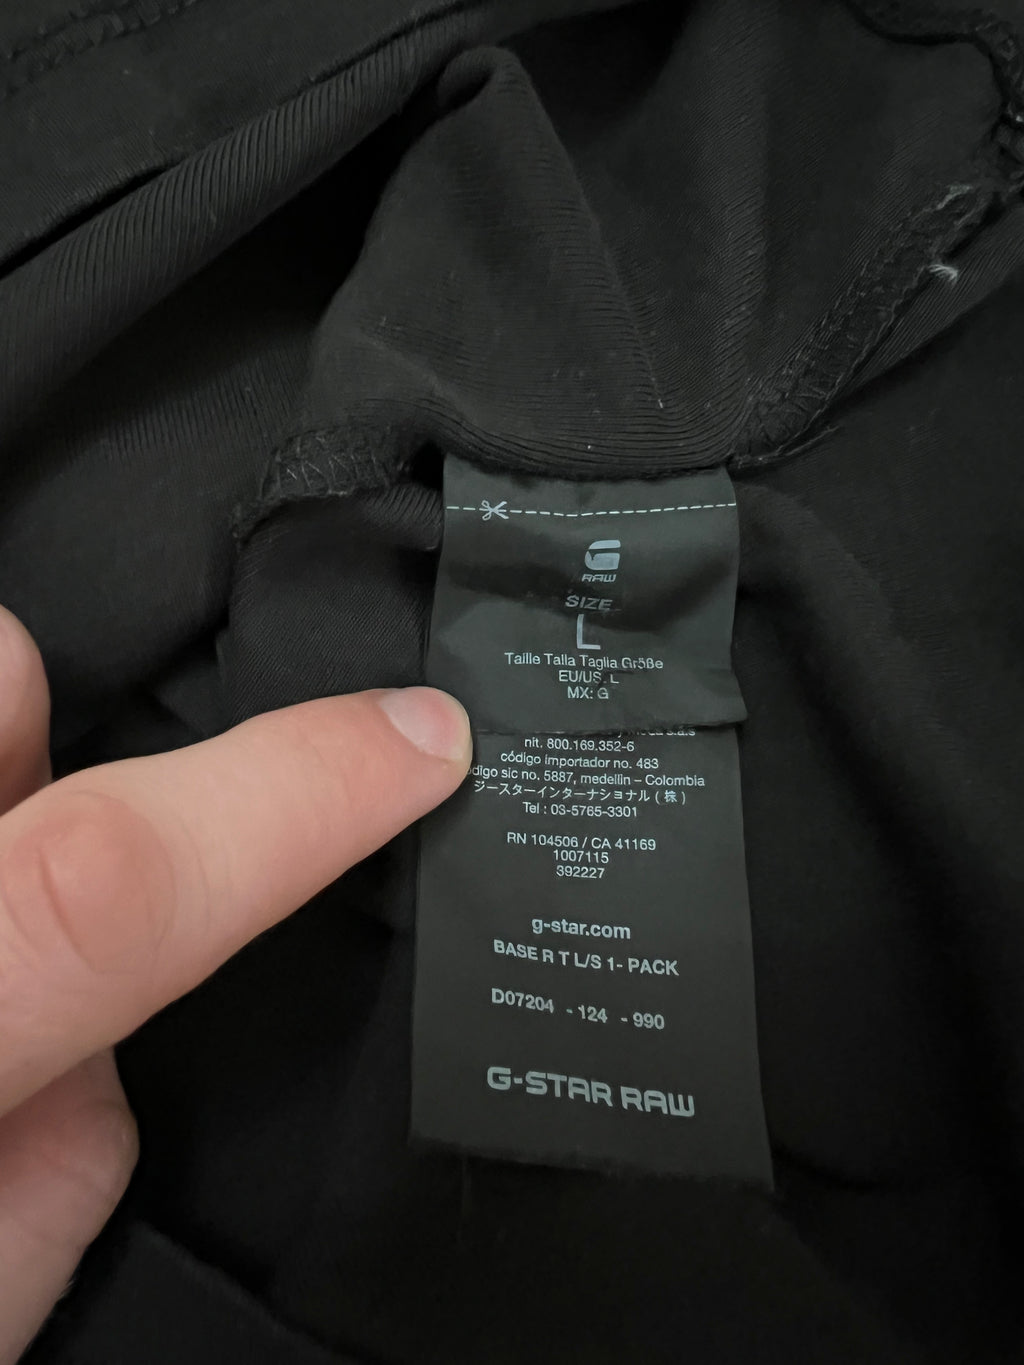 G
RAW
SIZE
L
Taille Talla Taglia Größe
EU/US: L
MX: G
nit. 800.169.352-6
código importador no. 483
digo sic no. 5887, medellin – Colombia
ジースターインターナショナル ( 株 )
Tel : 03-5765-3301
RN 104506 / CA 41169
1007115
392227
g-star.com
BASE R T L/S 1- PACK
D07204 - 124 - 990
G-STAR RAW